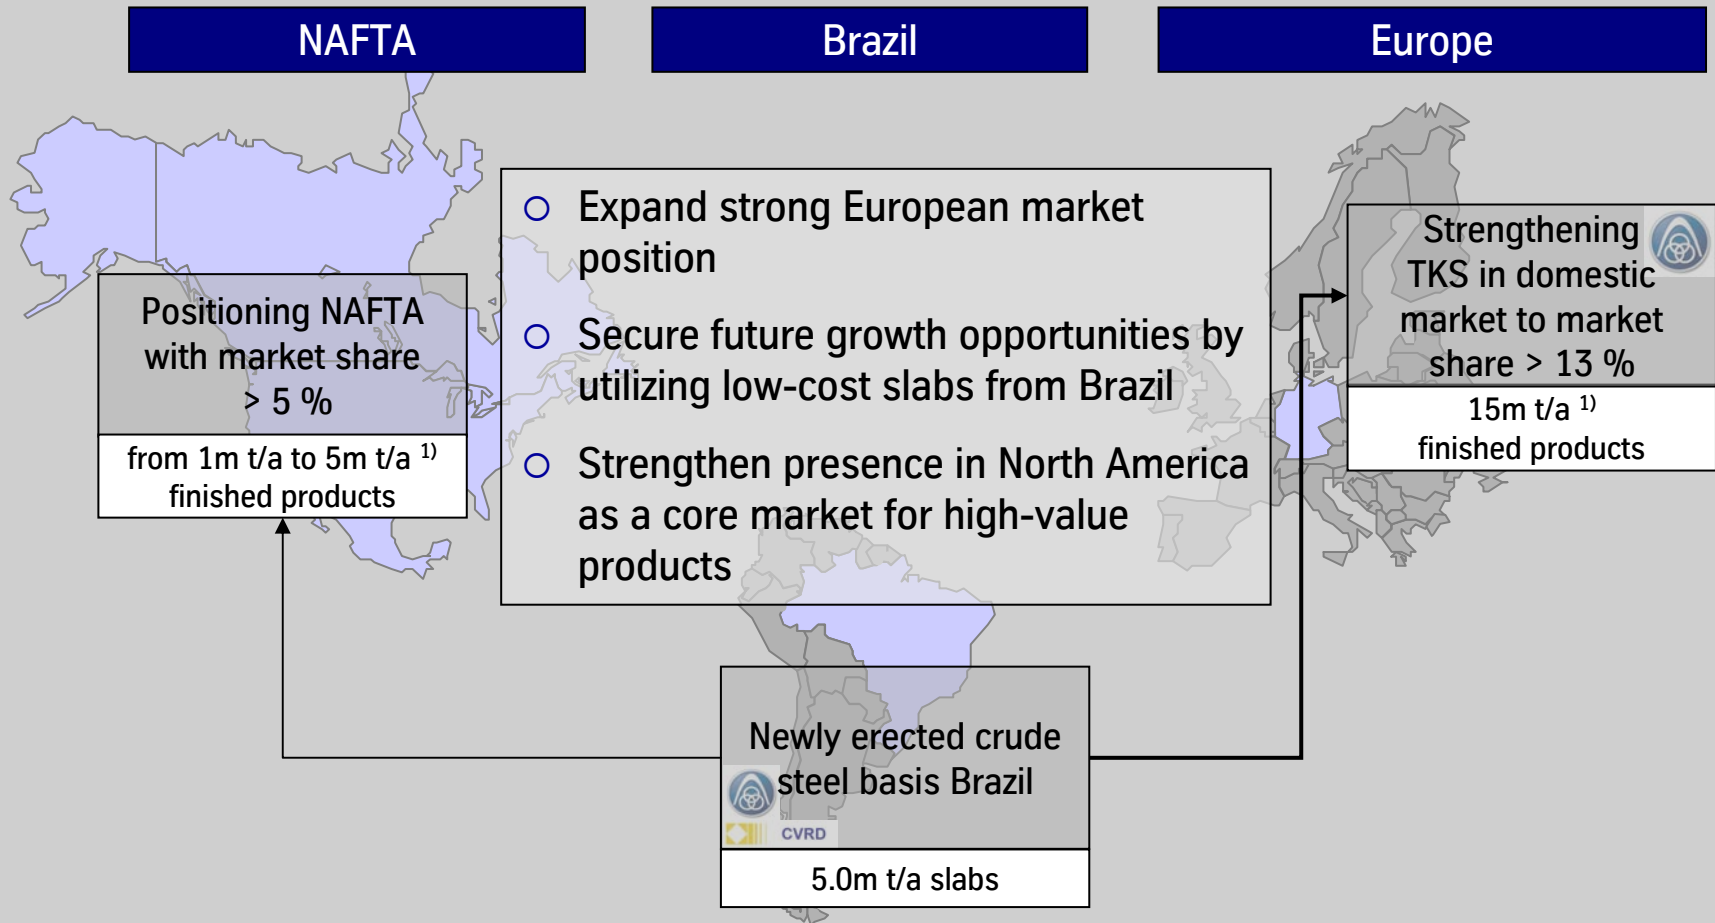 NAFTA
Brazil
Europe
Positioning NAFTA
with market share
> 5 %
from 1m t/a to 5m t/a 1)
finished products
○ Expand strong European market
position
○ Secure future growth opportunities by
utilizing low-cost slabs from Brazil
○ Strengthen presence in North America
as a core market for high-value
products
Strengthening
TKS in domestic
market to market
share > 13 %
15m t/a 1)
finished products
Newly erected crude
steel basis Brazil
CVRD
5.0m t/a slabs